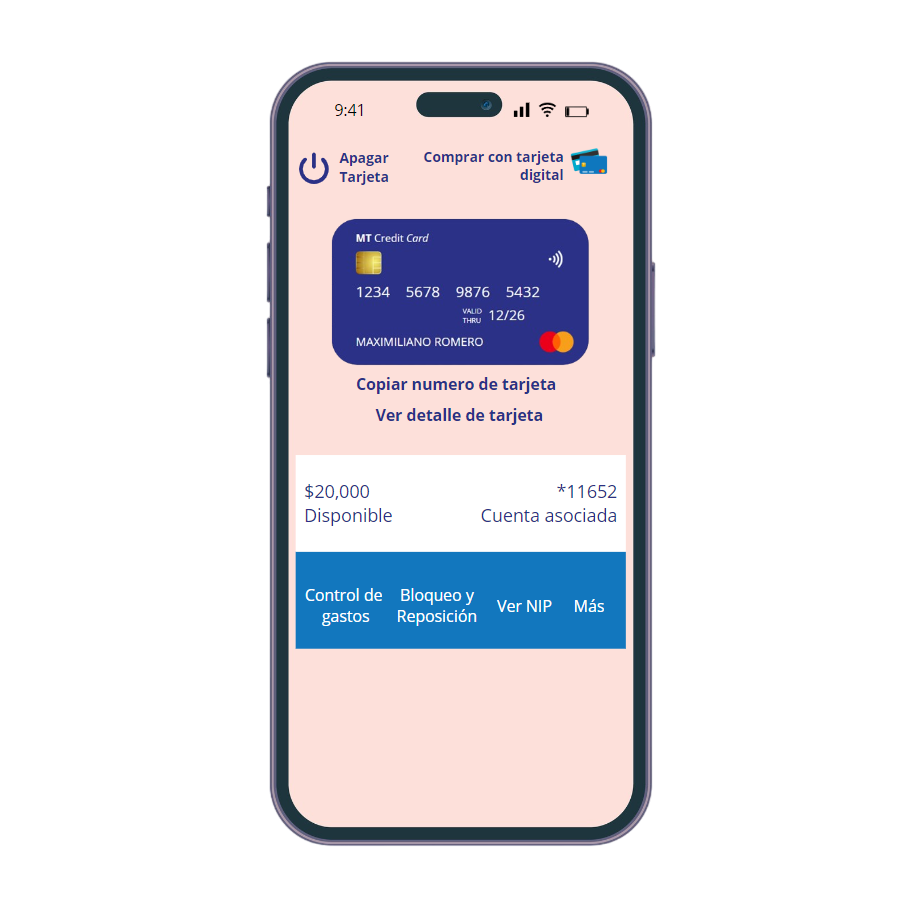 9:41
Apagar
Tarjeta
Comprar con tarjeta
digital
MT Credit Card
1234 5678 9876 5432
VALID
THRU 12/26
MAXIMILIANO ROMERO
Copiar numero de tarjeta
Ver detalle de tarjeta
$20,000 *11652
Disponible Cuenta asociada
Control de
gastos
Bloqueo y
Reposición
Ver NIP
Más